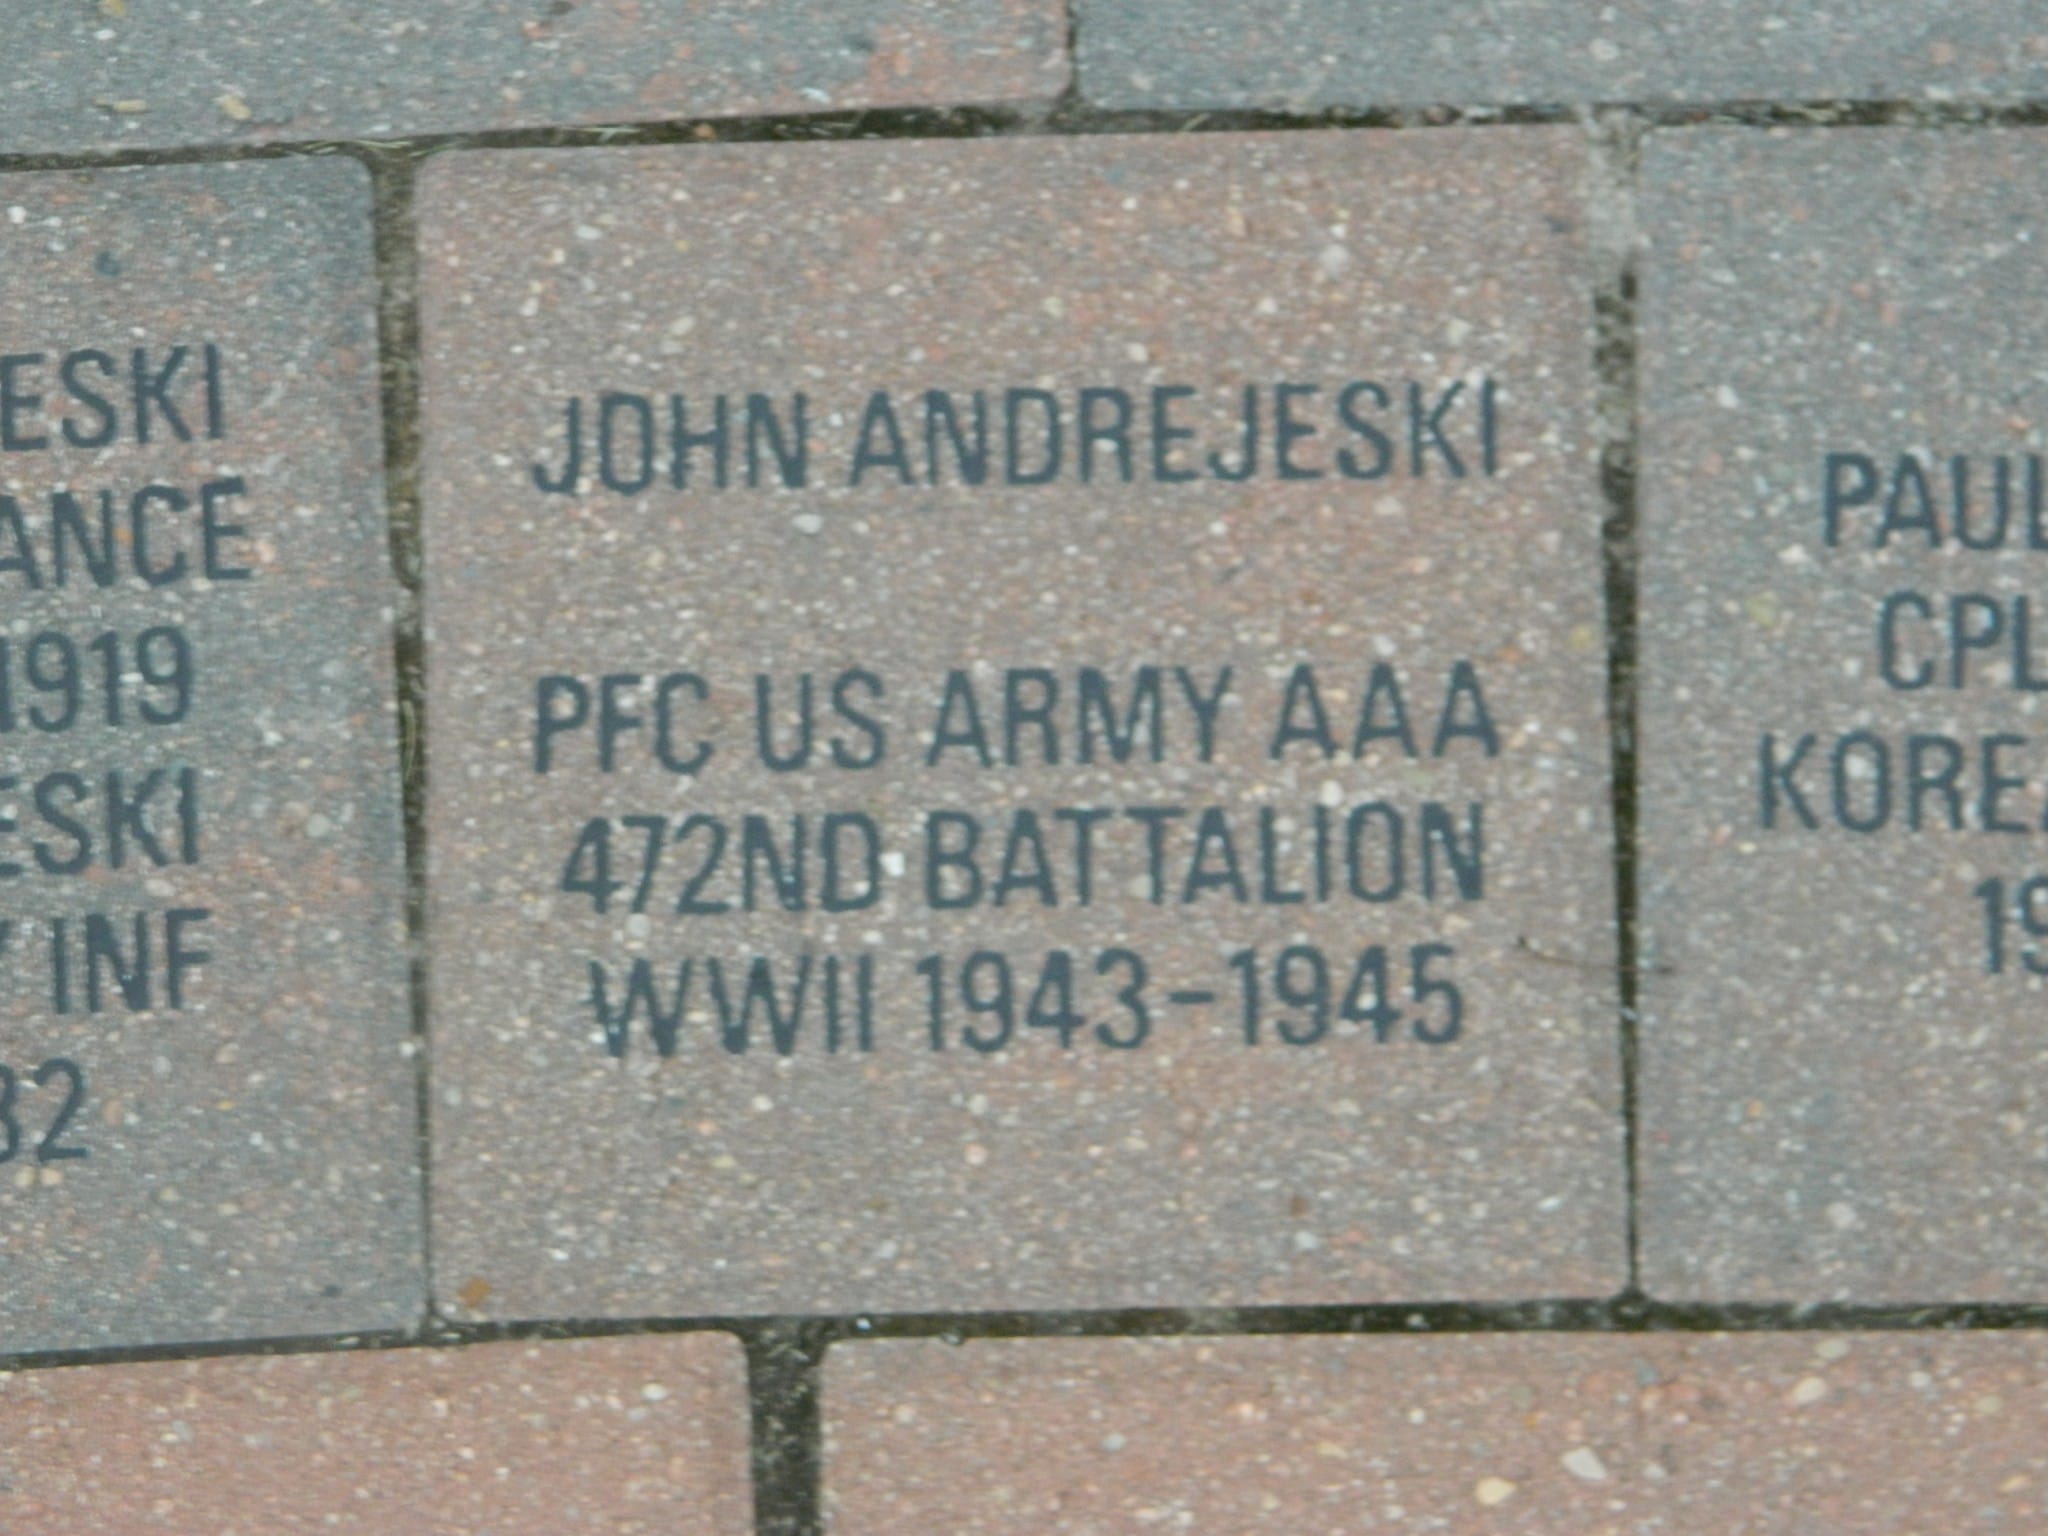 JOHN ANDREJESKI
PFC US ARMY AAA
472ND BATTALION
WWII 1943-1945
ESKI
ANCE
1919
ESKI
INF
32
PAUL
CPL
KOREA
19